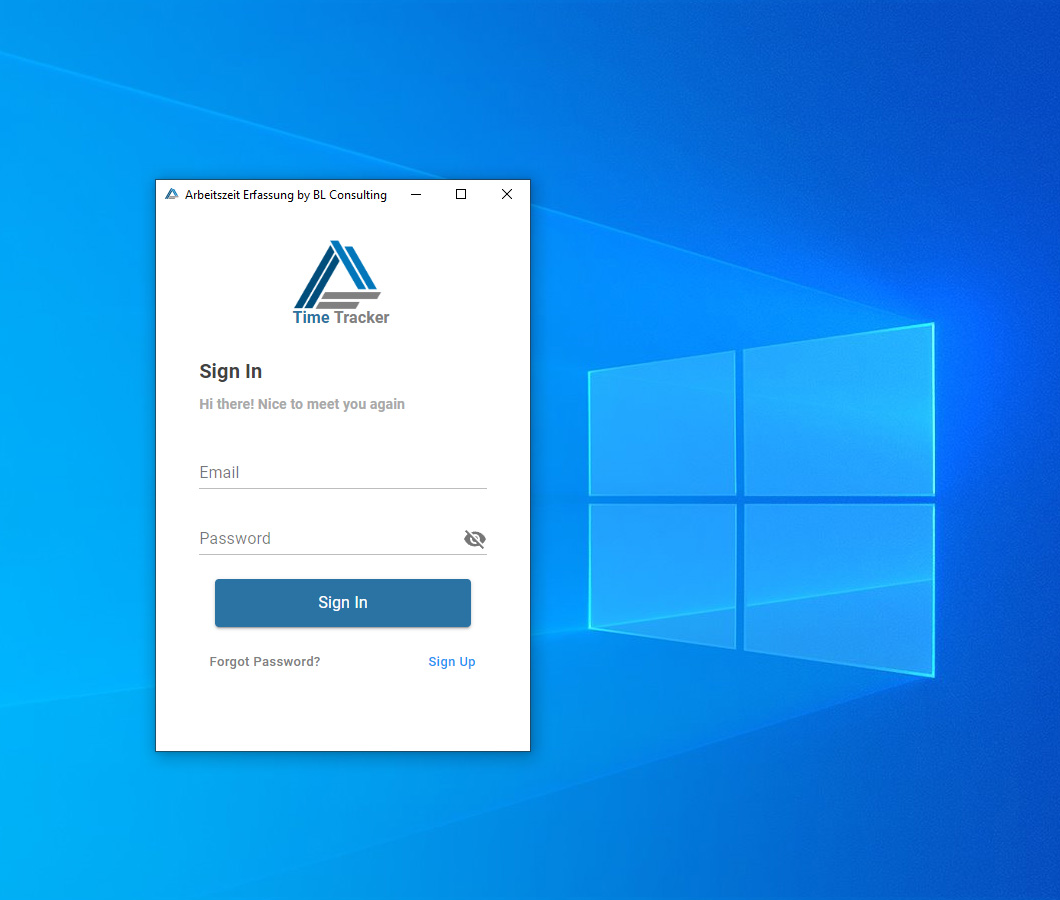 Arbeitszeit Erfassung by BL Consulting
Time Tracker
Sign In
Hi there! Nice to meet you again
Email
Password
Sign In
Forgot Password?
Sign Up